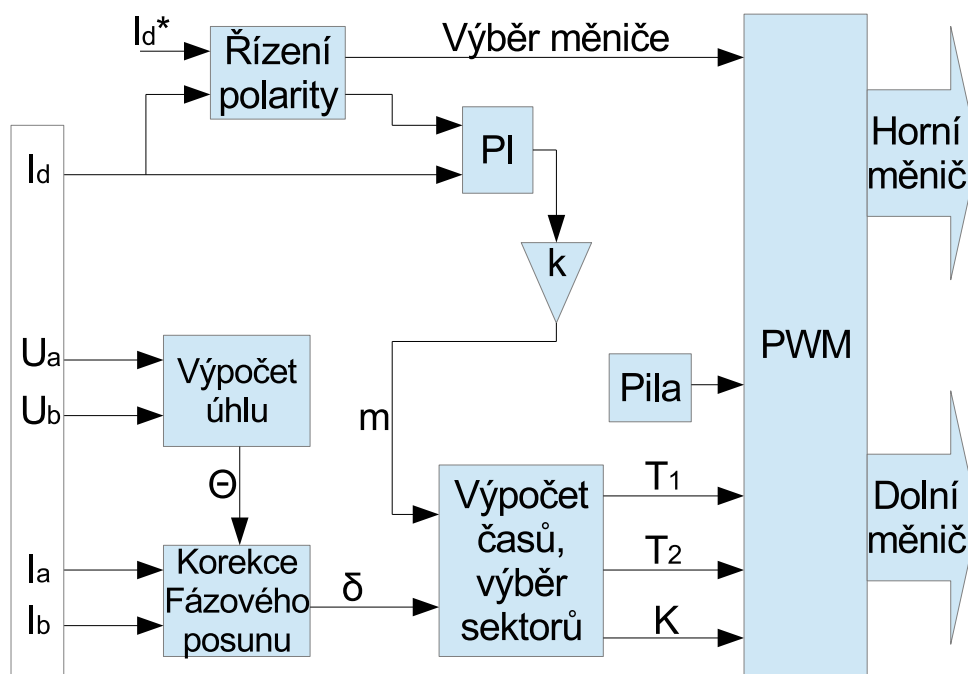 Id*
Řízení
polarity
Výběr měniče
Horní
měnič
Id
PI
k
PWM
Ua
Ub
Výpočet
úhlu
Pila
m
Θ
Výpočet
časů,
výběr
sektorů
T1
T2
K
Dolní
měnič
Ia
Ib
Korekce
Fázového
posunu
δ